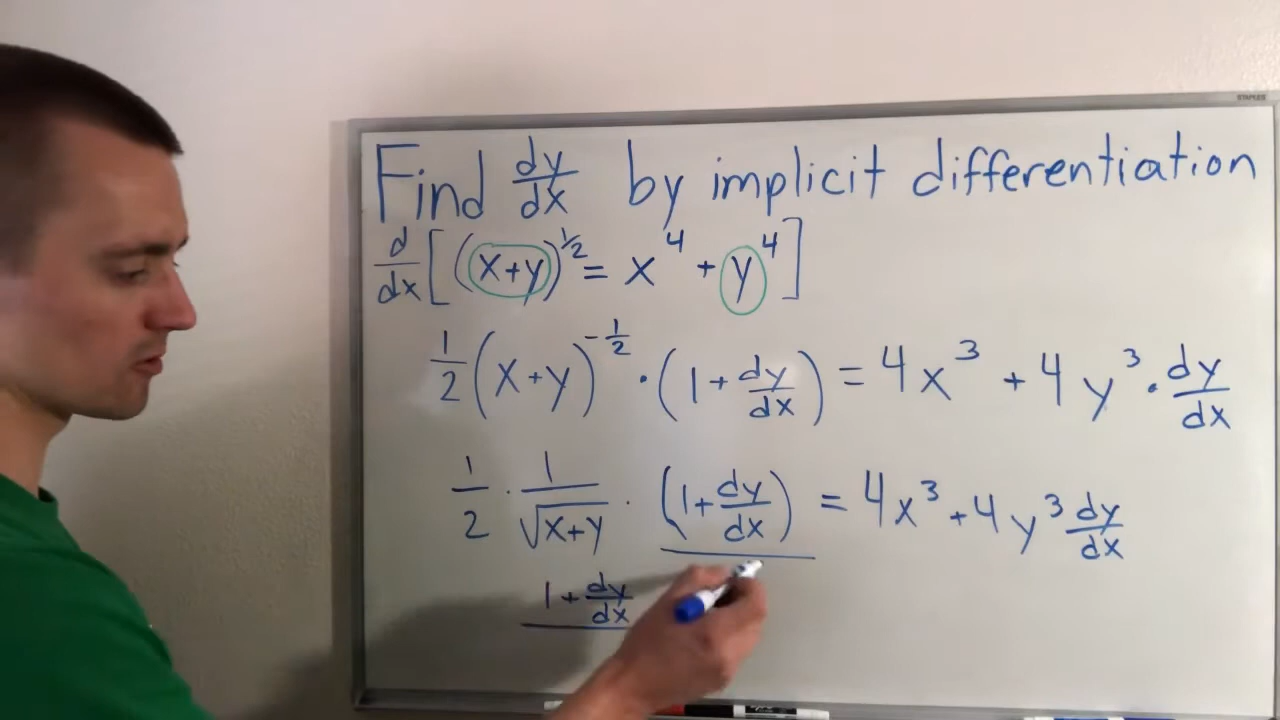 STAPLES
Find dy/dx by implicit differentiation
d/dx [(x+y)^½ = x^4 + y^4]
1/2 (x+y)^-½ · (1 + dy/dx) = 4x^3 + 4y^3 · dy/dx
1/2 · 1/√x+y · (1 + dy/dx) = 4x^3 + 4y^3 dy/dx
1 + dy/dx